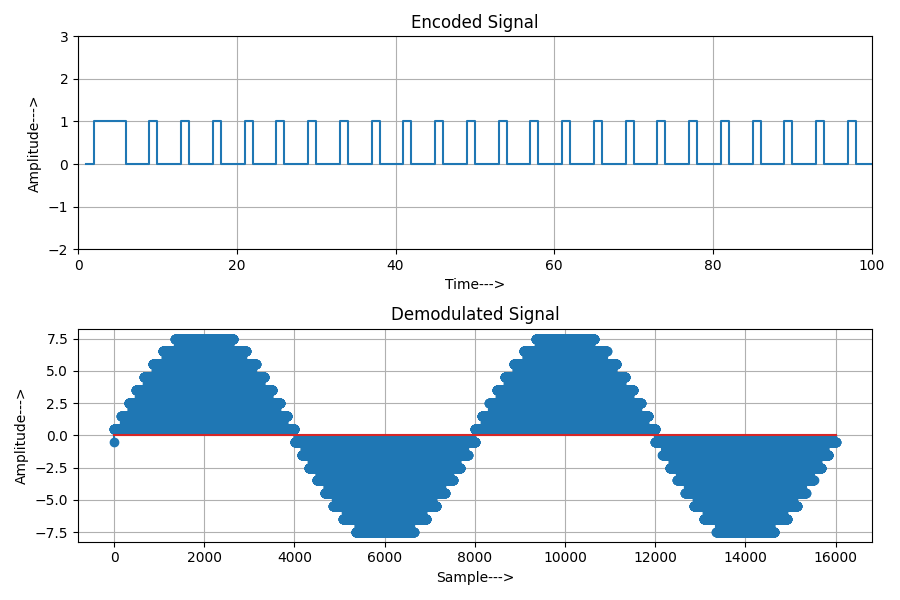 Encoded Signal
3
2
1
0
−1
−2
Amplitude--->
0 20 40 60 80 100
Time--->
Demodulated Signal
7.5
5.0
2.5
0.0
−2.5
−5.0
−7.5
Amplitude--->
0 2000 4000 6000 8000 10000 12000 14000 16000
Sample--->